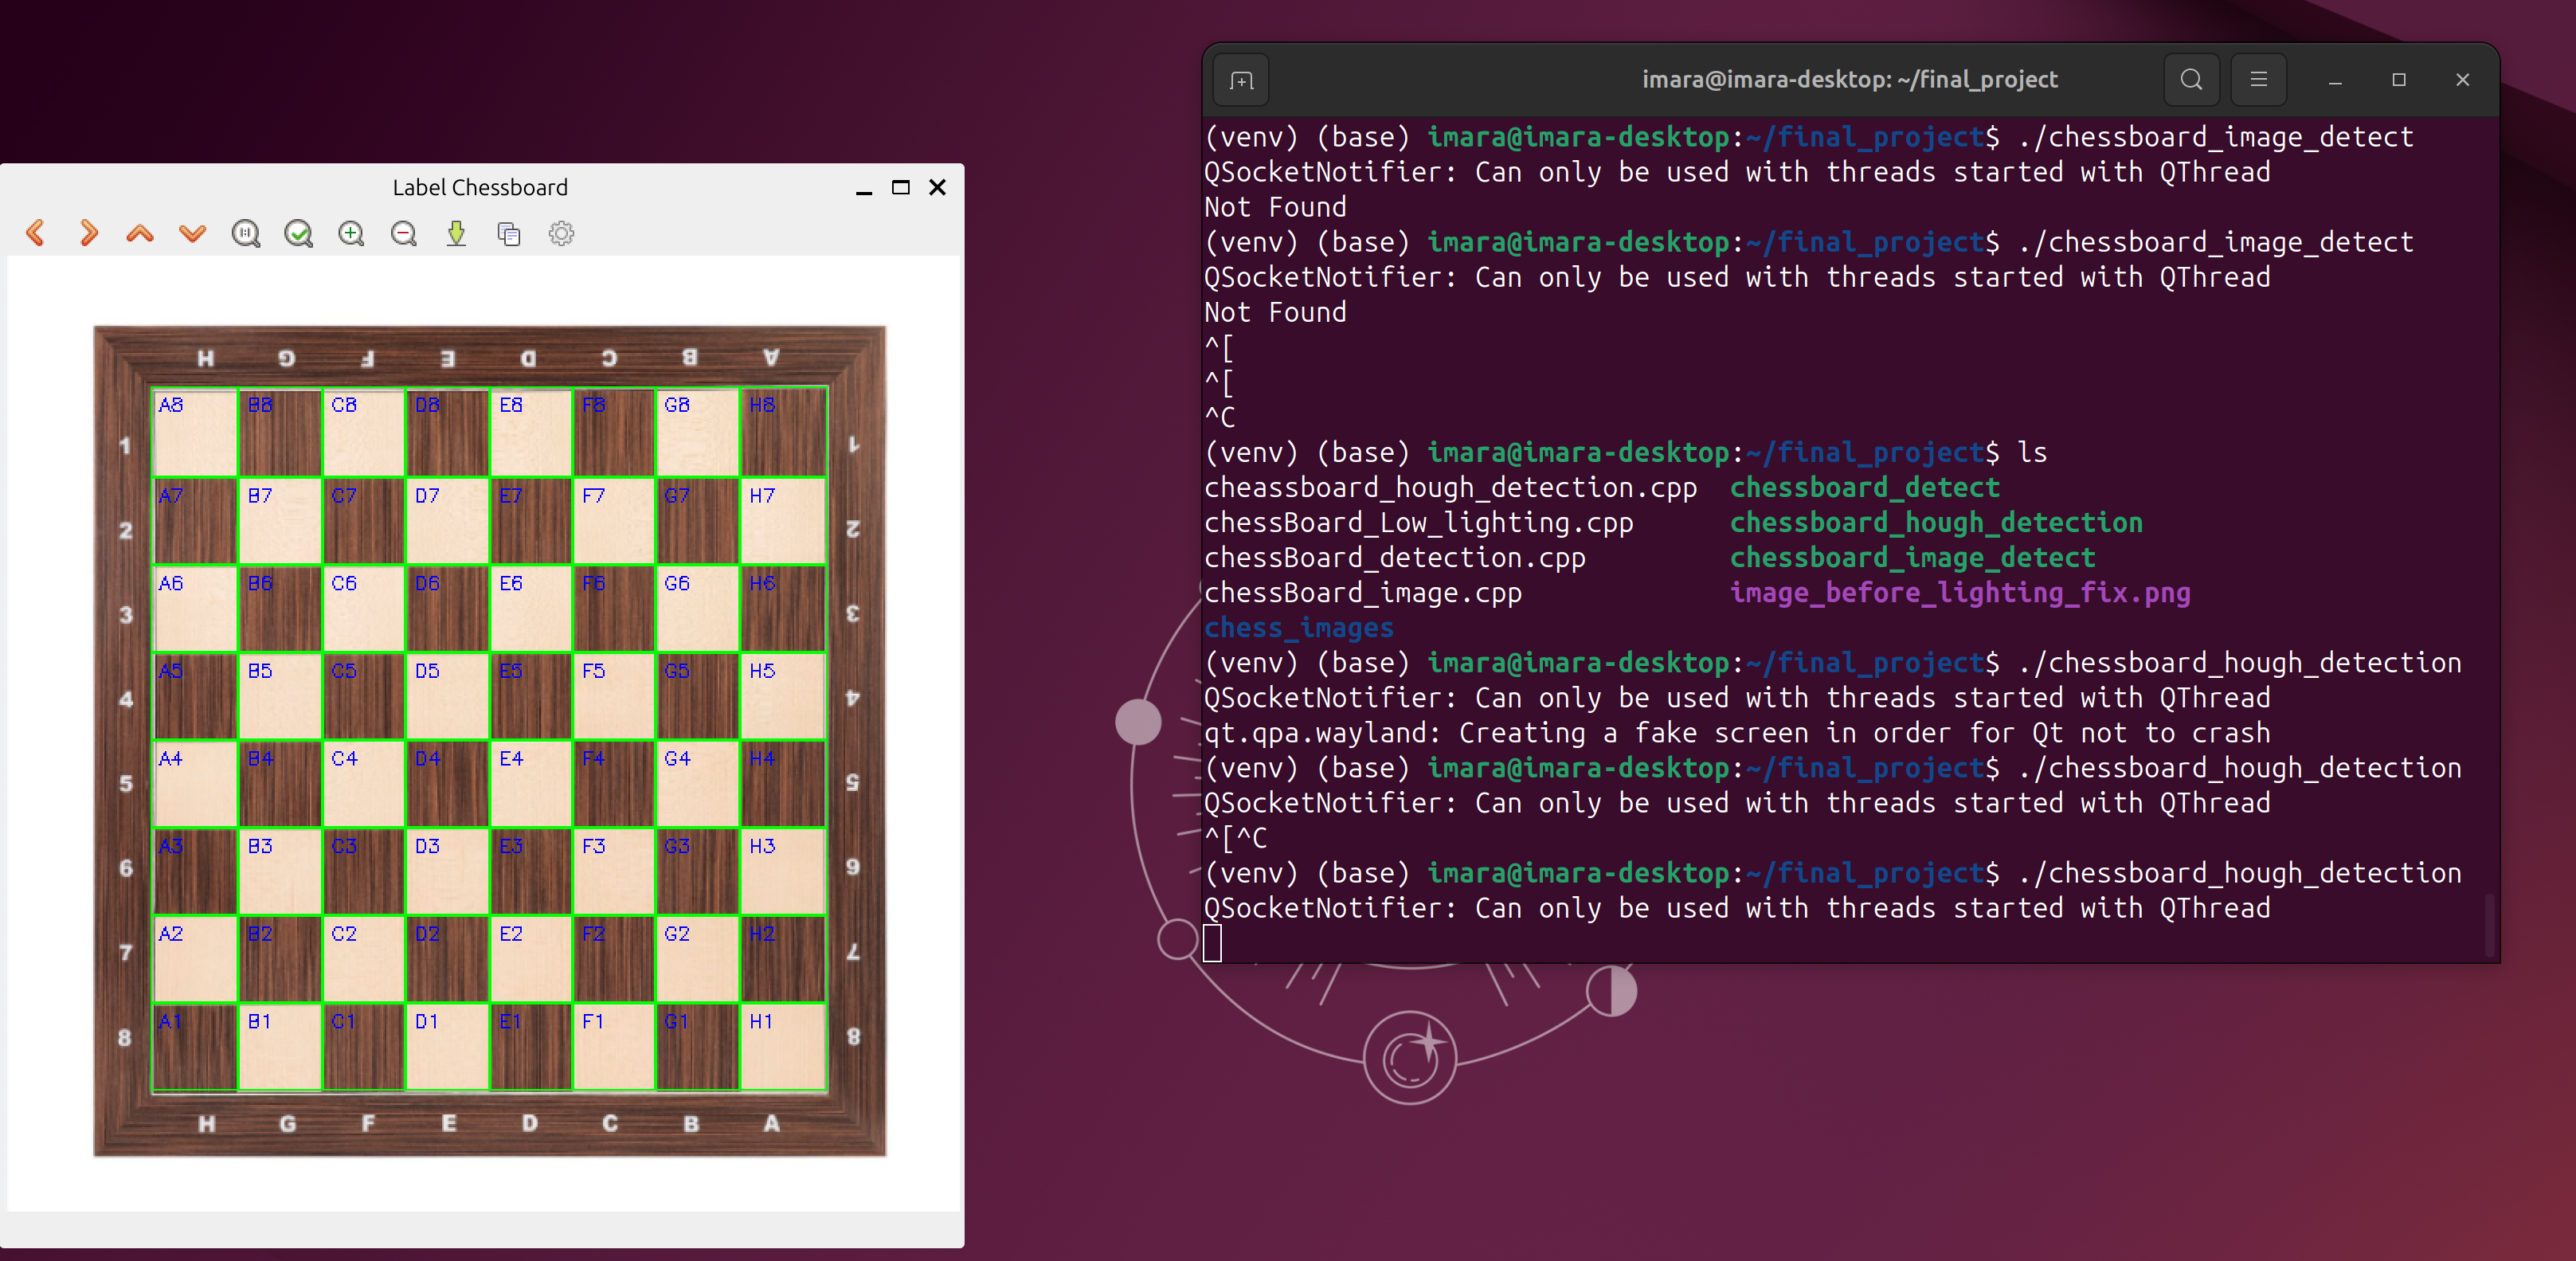 Label Chessboard
1:1
H G F E D C B A
A8 B8 C8 D8 E8 F8 G8 H8
1 1
A7 B7 C7 D7 E7 F7 G7 H7
2 2
A6 B6 C6 D6 E6 F6 G6 H6
3 3
A5 B5 C5 D5 E5 F5 G5 H5
4 4
A4 B4 C4 D4 E4 F4 G4 H4
5 5
A3 B3 C3 D3 E3 F3 G3 H3
6 6
A2 B2 C2 D2 E2 F2 G2 H2
7 7
A1 B1 C1 D1 E1 F1 G1 H1
8 8
H G F E D C B A
imara@imara-desktop: ~/final_project
(venv) (base) imara@imara-desktop:~/final_project$ ./chessboard_image_detect
QSocketNotifier: Can only be used with threads started with QThread
Not Found
(venv) (base) imara@imara-desktop:~/final_project$ ./chessboard_image_detect
QSocketNotifier: Can only be used with threads started with QThread
Not Found
^[
^[
^C
(venv) (base) imara@imara-desktop:~/final_project$ ls
cheassboard_hough_detection.cpp chessboard_detect
chessBoard_Low_lighting.cpp chessboard_hough_detection
chessBoard_detection.cpp chessboard_image_detect
chessBoard_image.cpp image_before_lighting_fix.png
chess_images
(venv) (base) imara@imara-desktop:~/final_project$ ./chessboard_hough_detection
QSocketNotifier: Can only be used with threads started with QThread
qt.qpa.wayland: Creating a fake screen in order for Qt not to crash
(venv) (base) imara@imara-desktop:~/final_project$ ./chessboard_hough_detection
QSocketNotifier: Can only be used with threads started with QThread
^[^C
(venv) (base) imara@imara-desktop:~/final_project$ ./chessboard_hough_detection
QSocketNotifier: Can only be used with threads started with QThread